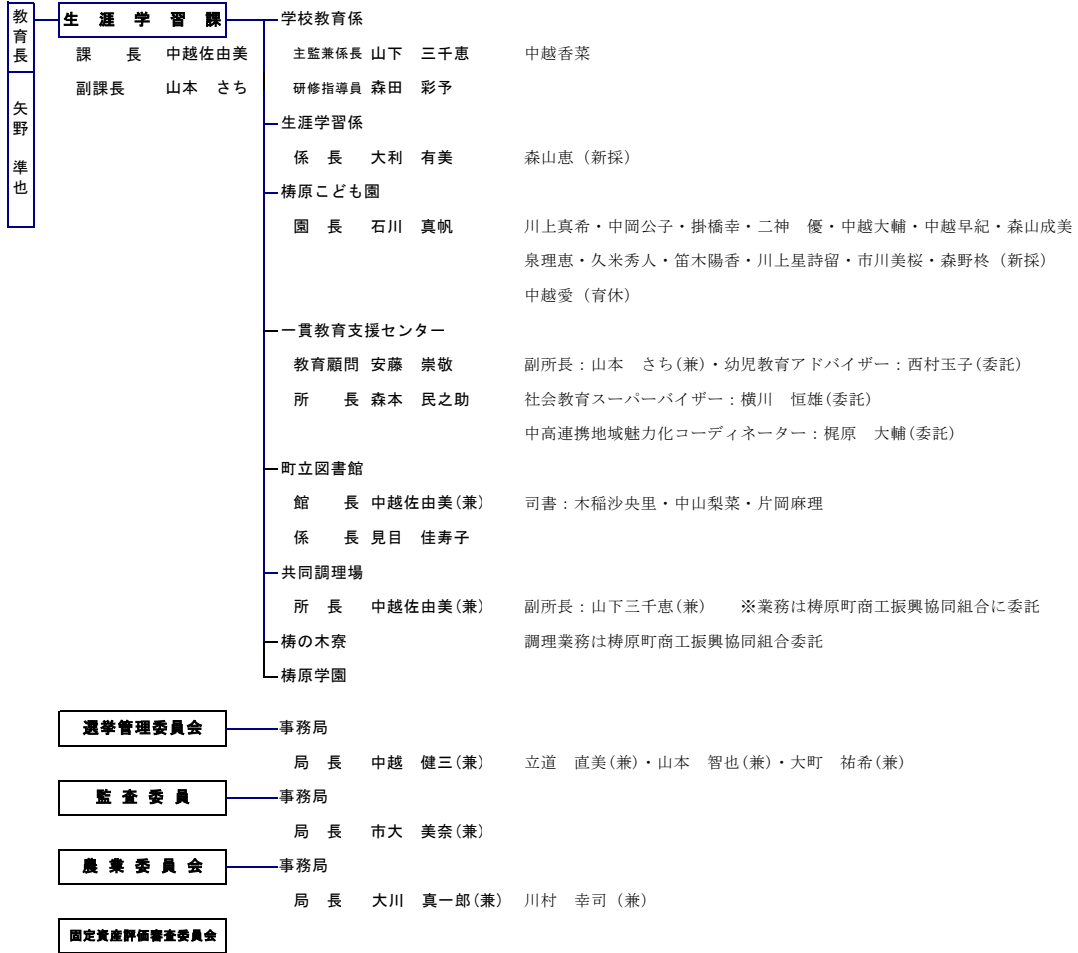 教育長　矢野　準也
生涯学習課　学校教育係
課　長　中越佐由美　主監兼係長 山下　三千恵　中越香菜
副課長　山本　さち　研修指導員 森田　彩予
生涯学習係
係　長　大利　有美　森山恵（新採）
梼原こども園
園　長　石川　真帆　川上真希・中岡公子・掛橋幸・二神　優・中越大輔・中越早紀・森山成美
泉理恵・久米秀人・笛木陽香・川上星詩留・市川美桜・森野柊（新採）
中越愛（育休）
一貫教育支援センター
教育顧問 安藤　崇敬　副所長：山本　さち(兼)・幼児教育アドバイザー：西村玉子(委託)
所　長 森本　民之助　社会教育スーパーバイザー：横川　恒雄(委託)
中高連携地域魅力化コーディネーター：梶原　大輔(委託)
町立図書館
館　長 中越佐由美(兼)　司書：木稲沙央里・中山梨菜・片岡麻理
係　長 見目　佳寿子
共同調理場
所　長　中越佐由美(兼)　副所長：山下三千恵(兼)　※業務は梼原町商工振興協同組合に委託
梼の木寮　調理業務は梼原町商工振興協同組合委託
梼原学園
選挙管理委員会　事務局
局　長　中越　健三(兼)　立道　直美(兼)・山本　智也(兼)・大町　祐希(兼)
監査委員　事務局
局　長　市大　美奈(兼)
農業委員会　事務局
局　長　大川　真一郎(兼)　川村　幸司（兼）
固定資産評価審査委員会